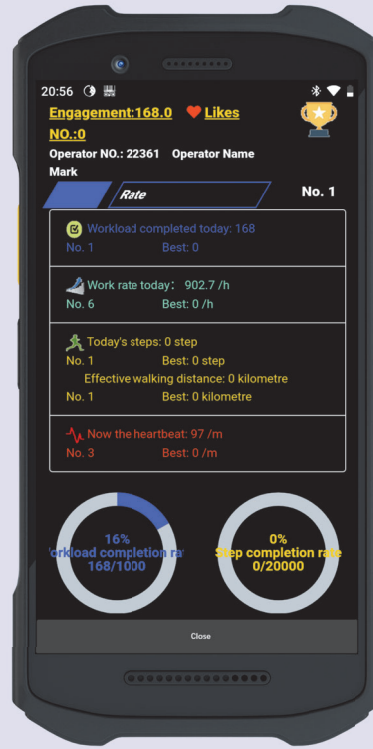 20:56
Engagement:168.0 Likes
NO.:0
Operator NO.: 22361 Operator Name
Mark
Rate No. 1
Workload completed today: 168
No. 1 Best: 0
Work rate today: 902.7 /h
No. 6 Best: 0 /h
Today's steps: 0 step
No. 1 Best: 0 step
Effective walking distance: 0 kilometre
No. 1 Best: 0 kilometre
Now the heartbeat: 97 /m
No. 3 Best: 0 /m
16%
orkload completion ra
168/1000
0%
Step completion rate
0/20000
Close